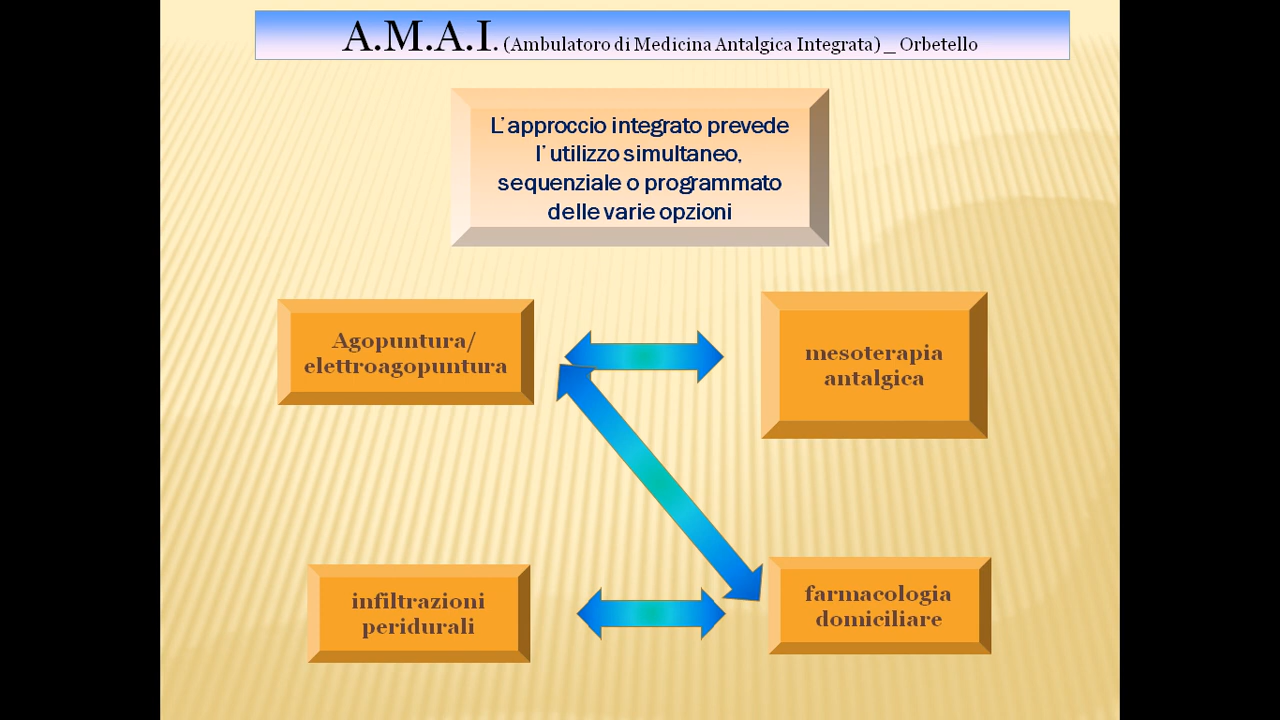 A.M.A.I. (Ambulatoro di Medicina Antalgica Integrata) _ Orbetello
L'approccio integrato prevede
l'utilizzo simultaneo,
sequenziale o programmato
delle varie opzioni
Agopuntura/
elettroagopuntura
mesoterapia
antalgica
infiltrazioni
peridurali
farmacologia
domiciliare